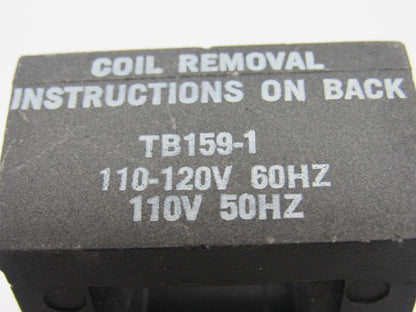 COIL REMOVAL
INSTRUCTIONS ON BACK
TB159-1
110-120V 60HZ
110V 50HZ